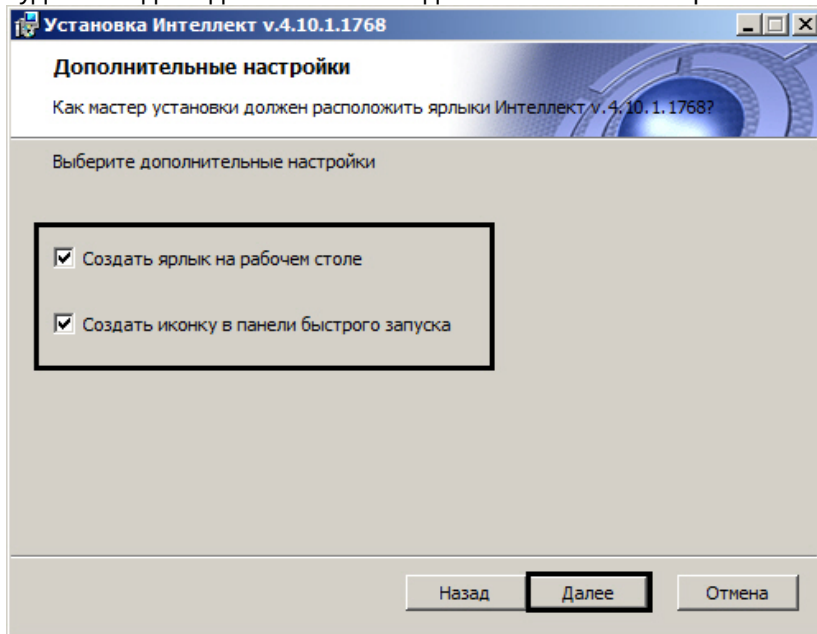 Установка Интеллект v.4.10.1.1768
Дополнительные настройки
Как мастер установки должен расположить ярлыки Интеллект v.4.10.1.1768?
Выберите дополнительные настройки
Создать ярлык на рабочем столе
Создать иконку в панели быстрого запуска
Назад Далее Отмена